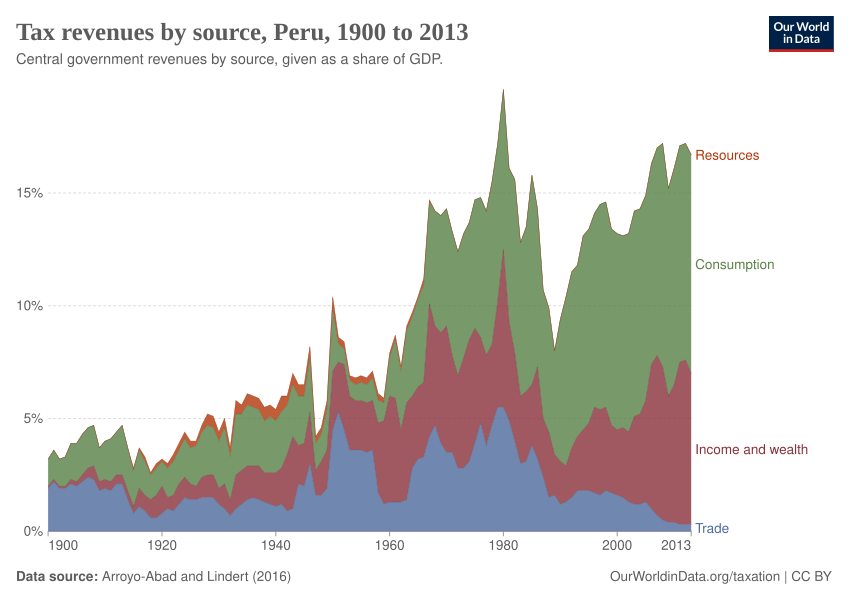 Tax revenues by source, Peru, 1900 to 2013
Our World
in Data
Central government revenues by source, given as a share of GDP.
Resources
15%
Consumption
10%
5%
Income and wealth
0%
Trade
1900 1920 1940 1960 1980 2000 2013
Data source: Arroyo-Abad and Lindert (2016)
OurWorldinData.org/taxation | CC BY